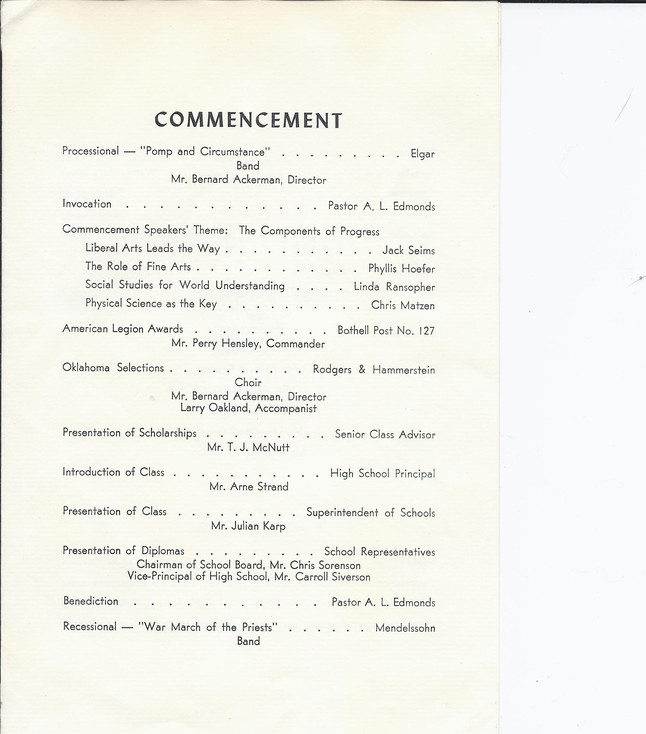 COMMENCEMENT
Processional — "Pomp and Circumstance" . . . . . . . . . Elgar
Band
Mr. Bernard Ackerman, Director
Invocation . . . . . . . . . . . . Pastor A. L. Edmonds
Commencement Speakers' Theme: The Components of Progress
Liberal Arts Leads the Way . . . . . . . . . . . Jack Seims
The Role of Fine Arts . . . . . . . . . . . . Phyllis Hoefer
Social Studies for World Understanding . . . . Linda Ransopher
Physical Science as the Key . . . . . . . . . . Chris Matzen
American Legion Awards . . . . . . . . . . Bothell Post No. 127
Mr. Perry Hensley, Commander
Oklahoma Selections . . . . . . . . . . Rodgers & Hammerstein
Choir
Mr. Bernard Ackerman, Director
Larry Oakland, Accompanist
Presentation of Scholarships . . . . . . . . . Senior Class Advisor
Mr. T. J. McNutt
Introduction of Class . . . . . . . . . . . High School Principal
Mr. Arne Strand
Presentation of Class . . . . . . . . . Superintendent of Schools
Mr. Julian Karp
Presentation of Diplomas . . . . . . . . . School Representatives
Chairman of School Board, Mr. Chris Sorenson
Vice-Principal of High School, Mr. Carroll Siverson
Benediction . . . . . . . . . . . Pastor A. L. Edmonds
Recessional — "War March of the Priests" . . . . . . Mendelssohn
Band